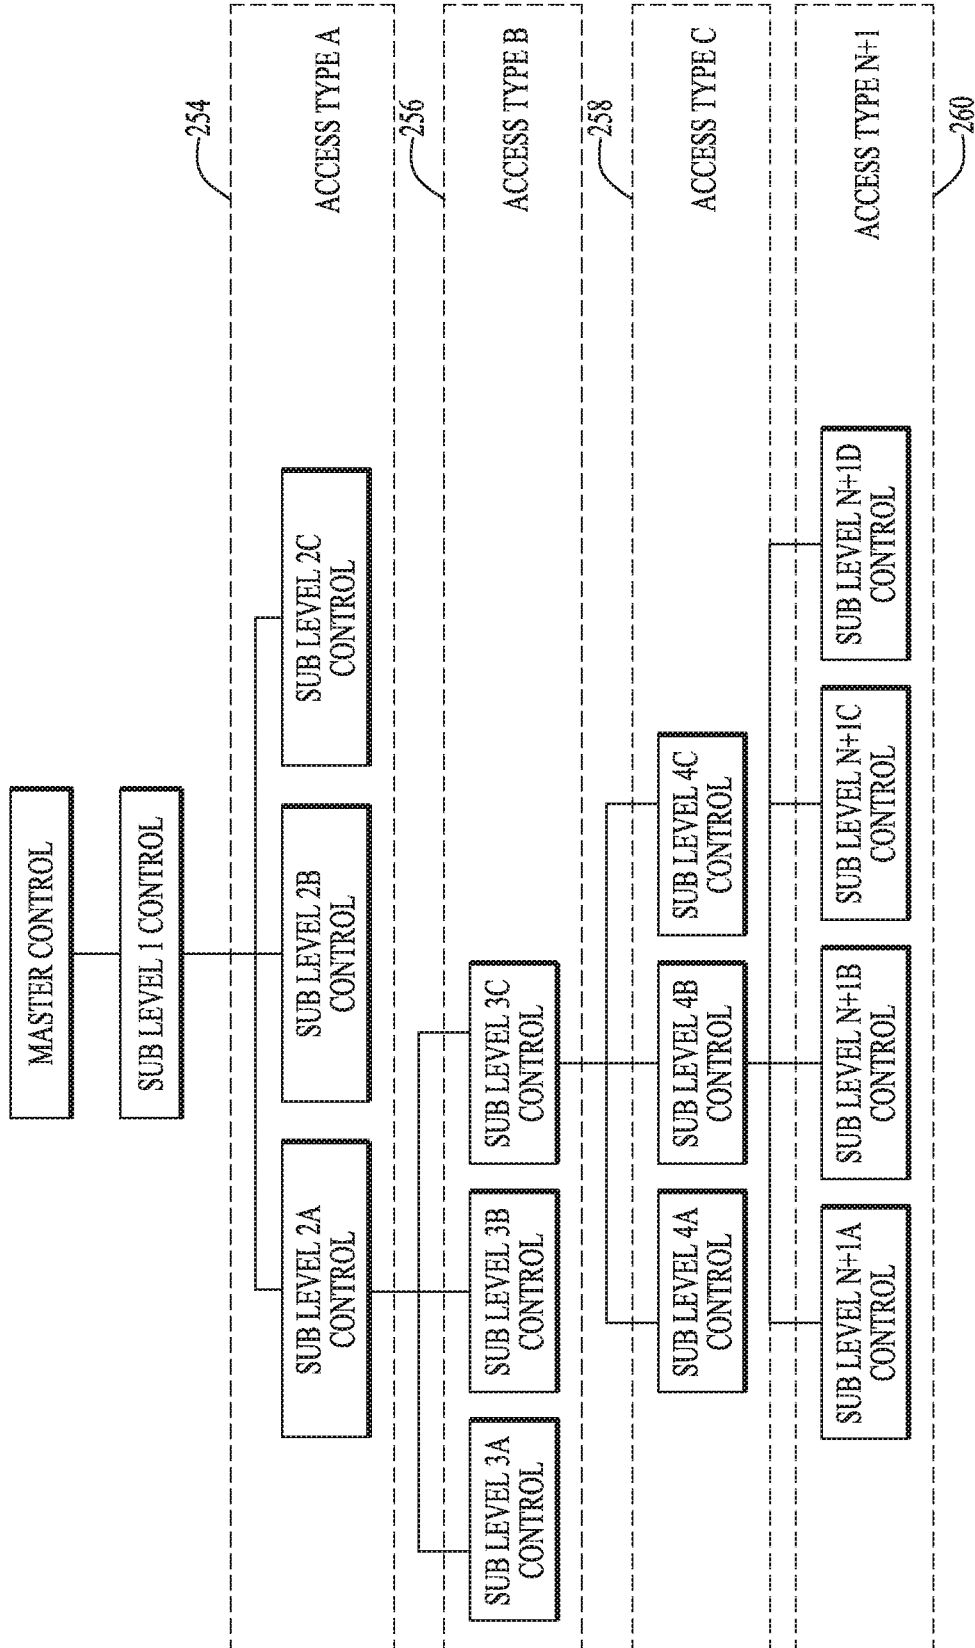 MASTER CONTROL
SUB LEVEL 1 CONTROL
254
SUB LEVEL 2A
CONTROL
SUB LEVEL 2B
CONTROL
SUB LEVEL 2C
CONTROL
ACCESS TYPE A
256
SUB LEVEL 3A
CONTROL
SUB LEVEL 3B
CONTROL
SUB LEVEL 3C
CONTROL
ACCESS TYPE B
258
SUB LEVEL 4A
CONTROL
SUB LEVEL 4B
CONTROL
SUB LEVEL 4C
CONTROL
ACCESS TYPE C
SUB LEVEL N+1A
CONTROL
SUB LEVEL N+1B
CONTROL
SUB LEVEL N+1C
CONTROL
SUB LEVEL N+1D
CONTROL
ACCESS TYPE N+1
260